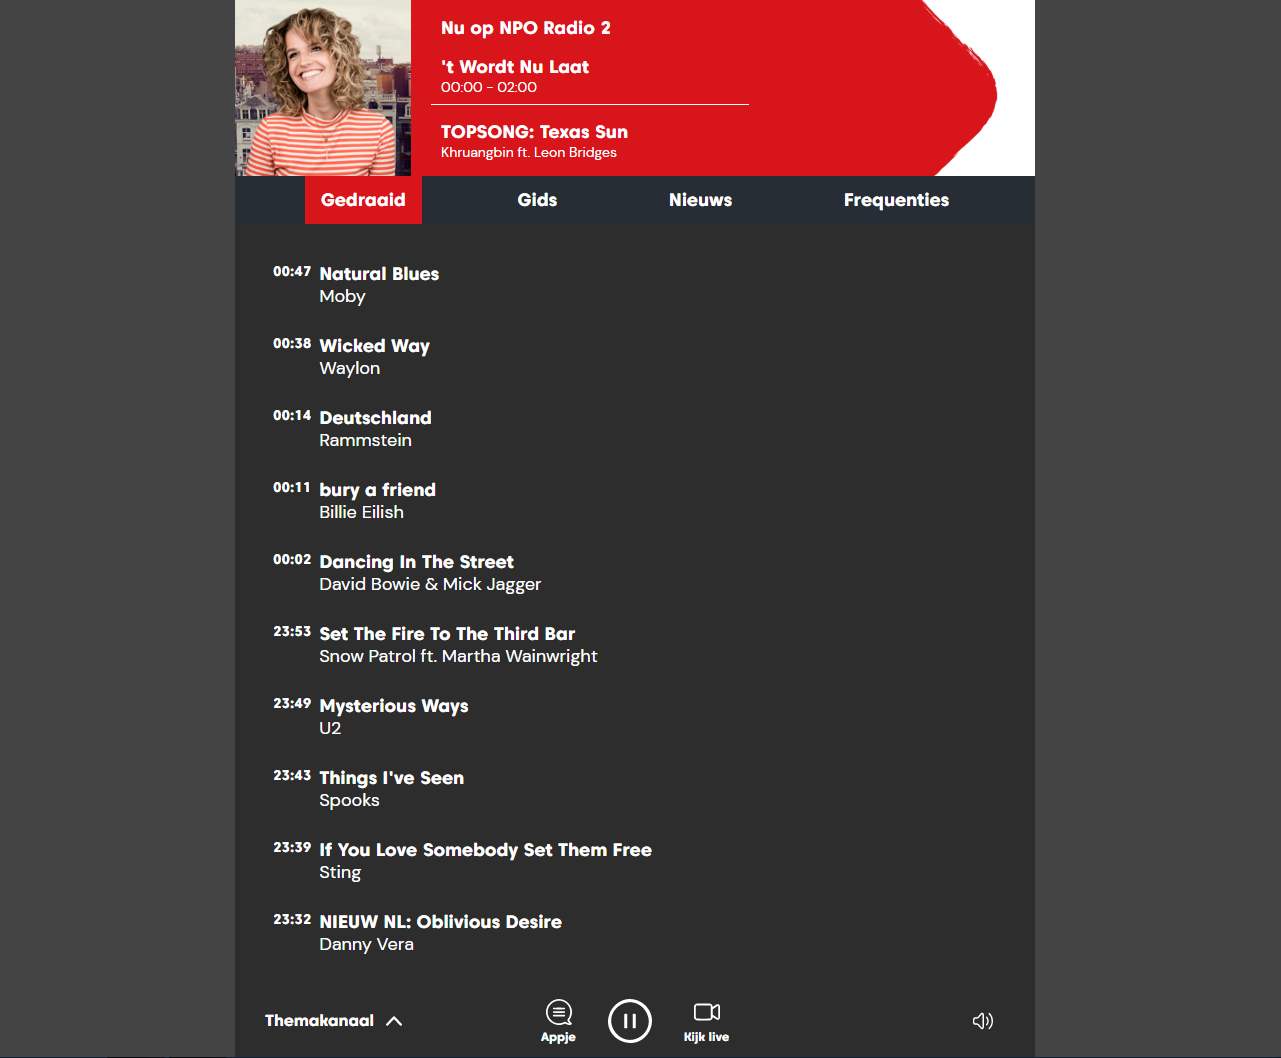 Nu op NPO Radio 2
't Wordt Nu Laat
00:00 - 02:00
TOPSONG: Texas Sun
Khruangbin ft. Leon Bridges
Gedraaid Gids Nieuws Frequenties
00:47 Natural Blues
Moby
00:38 Wicked Way
Waylon
00:14 Deutschland
Rammstein
00:11 bury a friend
Billie Eilish
00:02 Dancing In The Street
David Bowie & Mick Jagger
23:53 Set The Fire To The Third Bar
Snow Patrol ft. Martha Wainwright
23:49 Mysterious Ways
U2
23:43 Things I've Seen
Spooks
23:39 If You Love Somebody Set Them Free
Sting
23:32 NIEUW NL: Oblivious Desire
Danny Vera
Themakanaal
Appje Kijk live